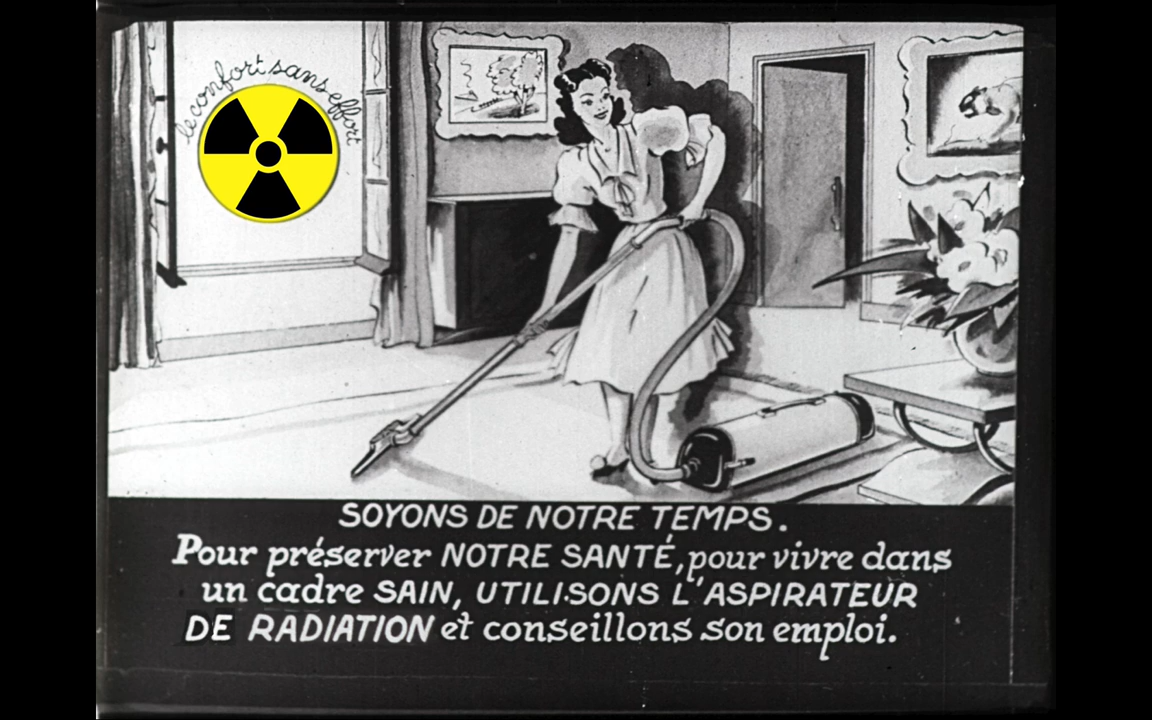 le confort sans effort
SOYONS DE NOTRE TEMPS.
Pour préserver NOTRE SANTÉ, pour vivre dans
un cadre SAIN, UTILISONS L'ASPIRATEUR
DE RADIATION et conseillons son emploi.